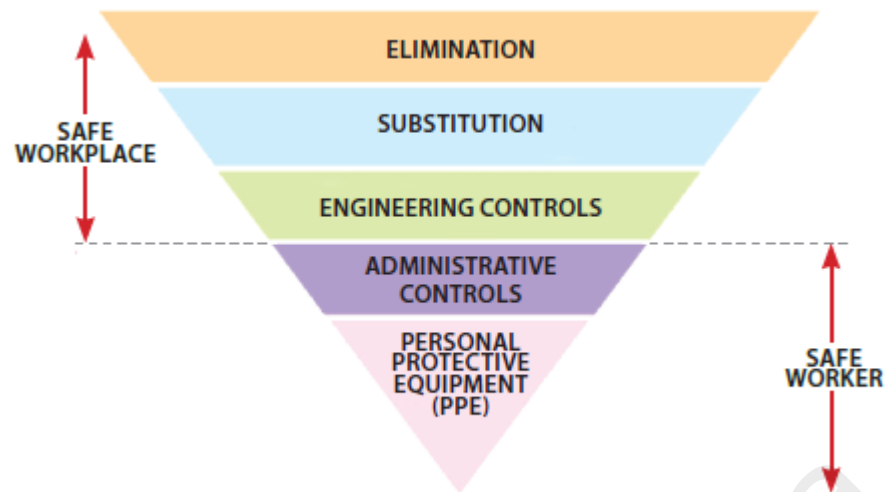 ELIMINATION
SUBSTITUTION
SAFE
WORKPLACE
ENGINEERING CONTROLS
ADMINISTRATIVE
CONTROLS
PERSONAL
PROTECTIVE
EQUIPMENT
(PPE)
SAFE
WORKER